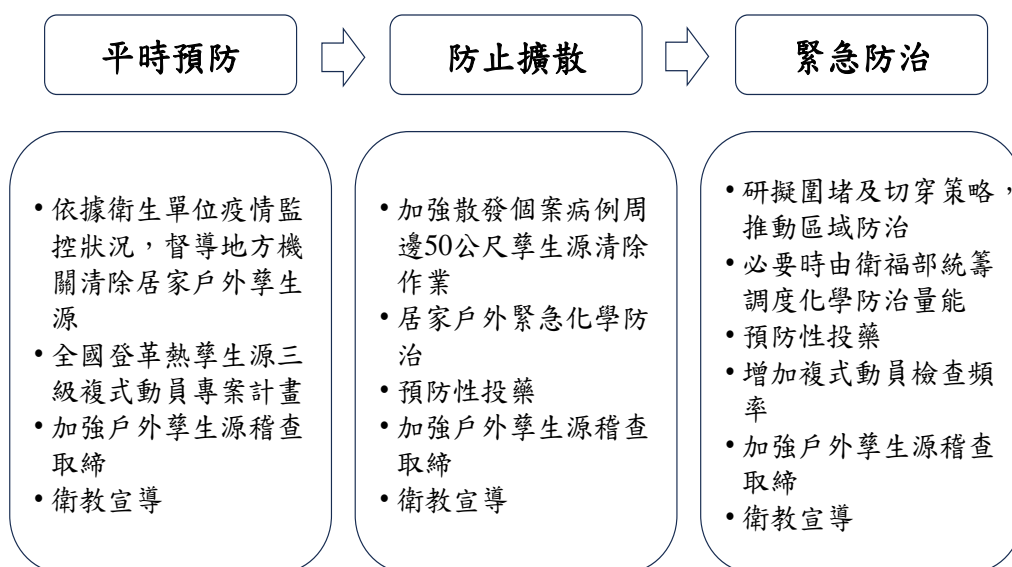 平時預防
防止擴散
緊急防治
•依據衛生單位疫情監
控狀況，督導地方機
關清除居家戶外孳生
源
•全國登革熱孳生源三
級複式動員專案計畫
•加強戶外孳生源稽查
取締
•衛教宣導
•加強散發個案病例周
邊50公尺孳生源清除
作業
•居家戶外緊急化學防
治
•預防性投藥
•加強戶外孳生源稽查
取締
•衛教宣導
•研擬圍堵及切穿策略，
推動區域防治
•必要時由衛福部統籌
調度化學防治量能
•預防性投藥
•增加複式動員檢查頻
率
•加強戶外孳生源稽查
取締
•衛教宣導